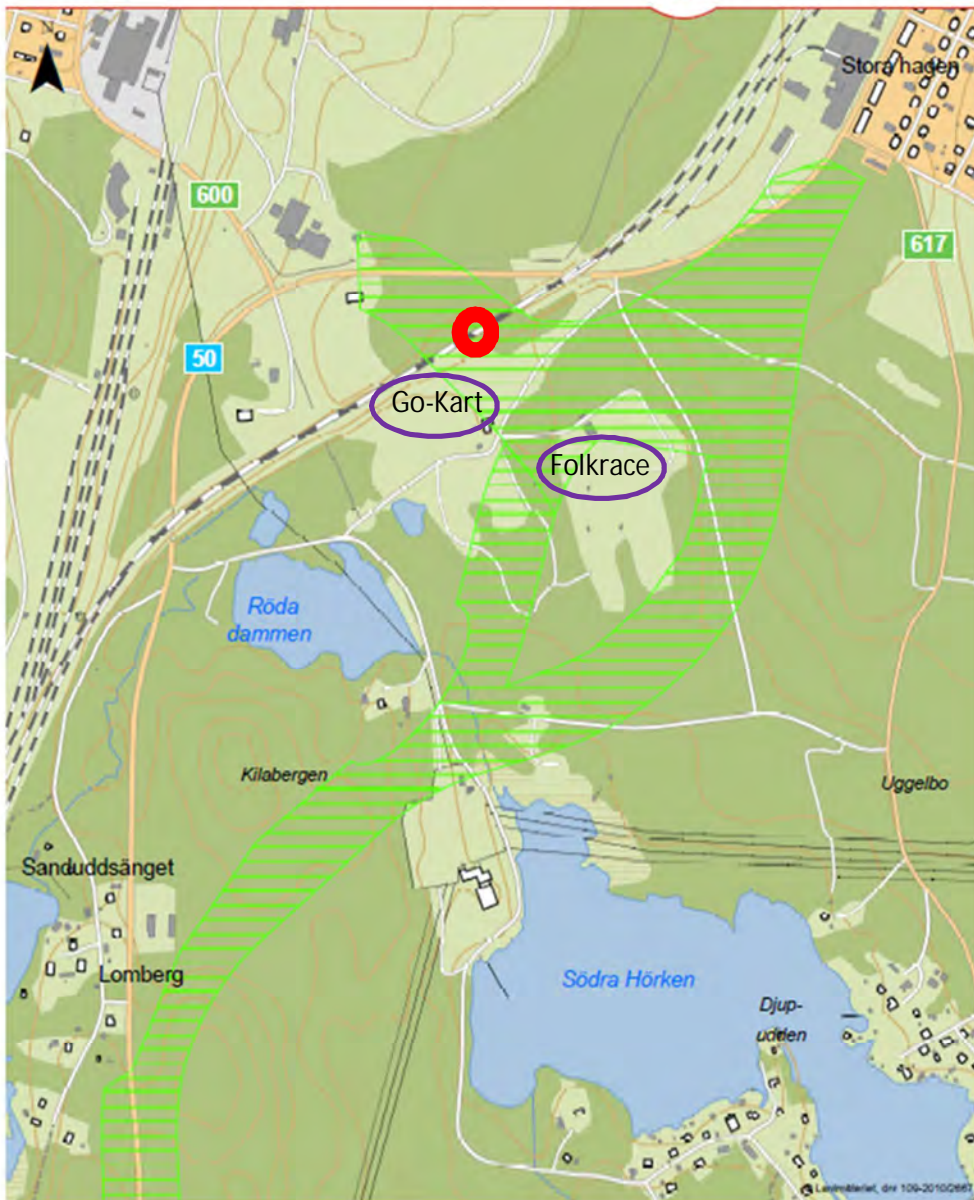 Stora hagen
600
617
50
Go-Kart
Folkrace
Röda
dammen
Kilabergen
Uggelbo
Sanduddsänget
Lomberg
Södra Hörken
Djup-
udden